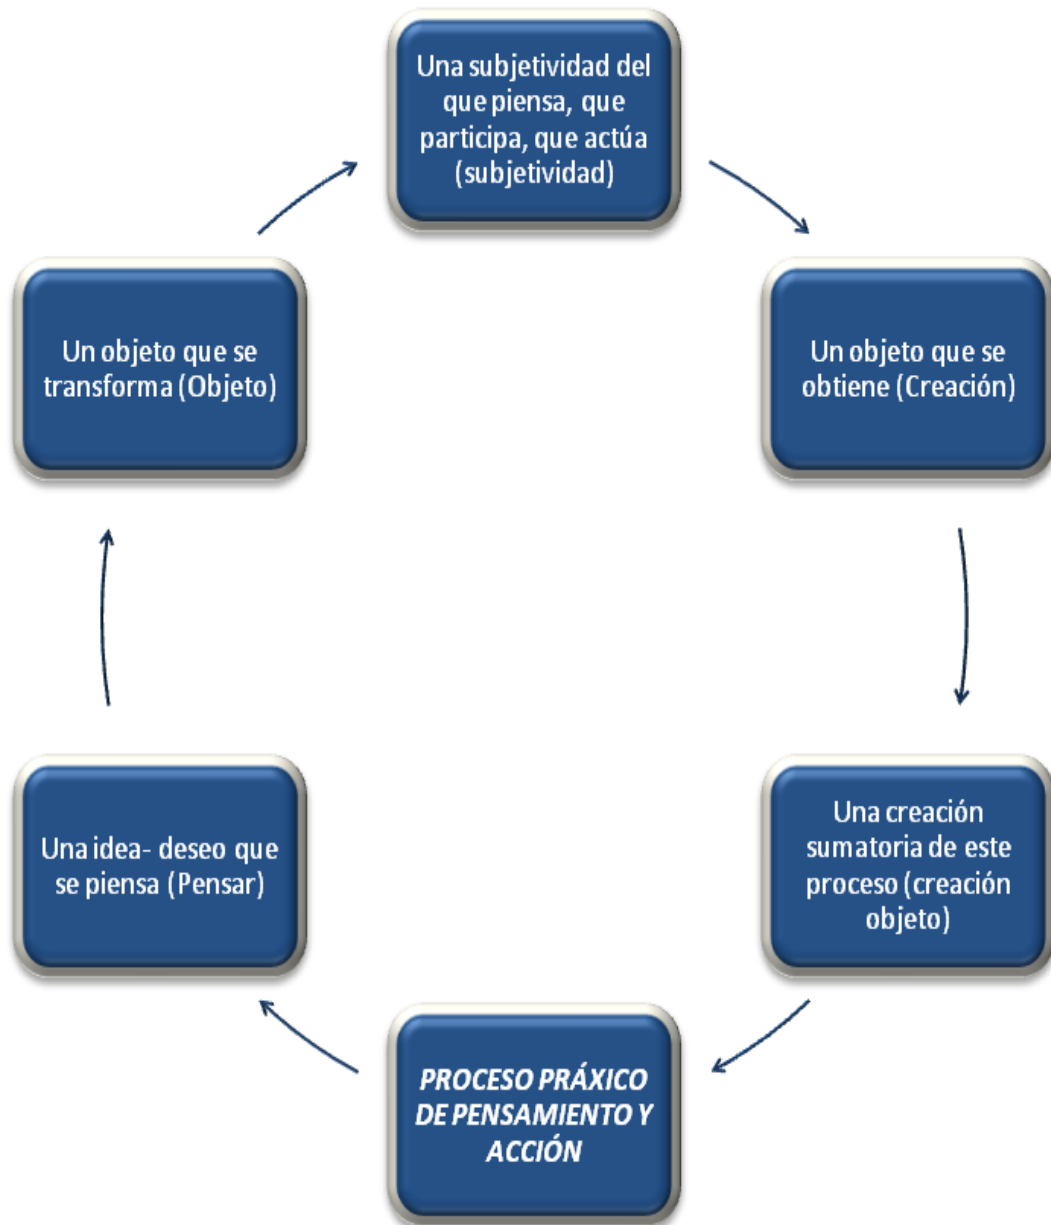 Una subjetividad del
que piensa, que
participa, que actúa
(subjetividad)
Un objeto que se
transforma (Objeto)
Un objeto que se
obtiene (Creación)
Una idea- deseo que
se piensa (Pensar)
Una creación
sumatoria de este
proceso (creación
objeto)
PROCESO PRÁXICO
DE PENSAMIENTO Y
ACCIÓN